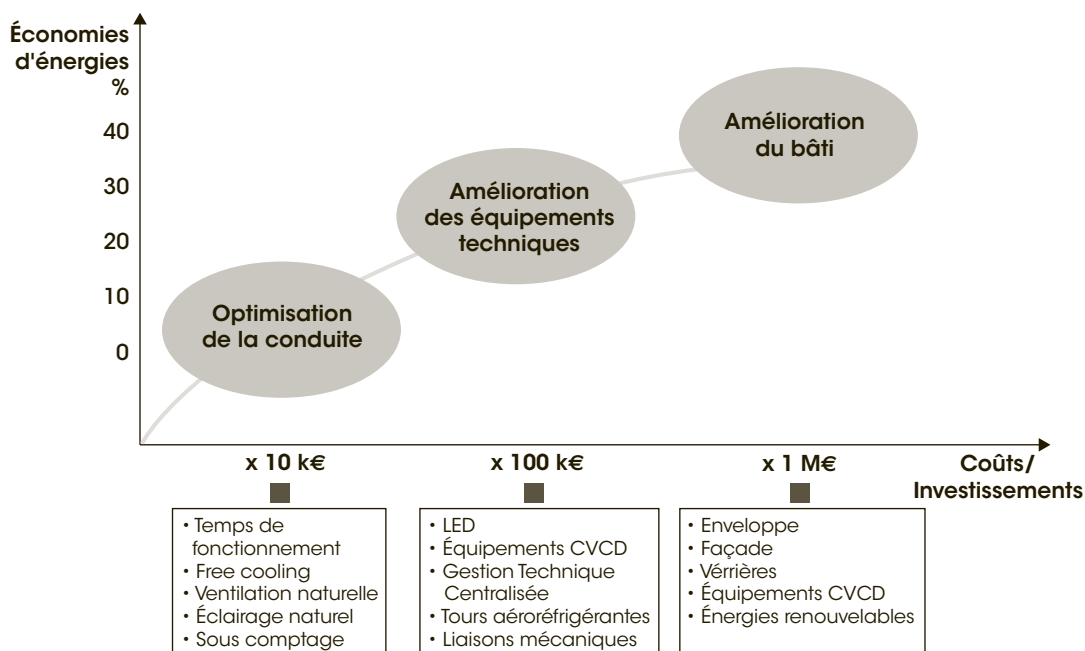 Économies
d'énergies
%
40
30
20
10
0
Amélioration
du bâti
Amélioration
des équipements
techniques
Optimisation
de la conduite
x 10 k€
x 100 k€
x 1 M€
Coûts/
Investissements
• Temps de
fonctionnement
• Free cooling
• Ventilation naturelle
• Éclairage naturel
• Sous comptage
• LED
• Équipements CVCD
• Gestion Technique
Centralisée
• Tours aéroréfrigérantes
• Liaisons mécaniques
• Enveloppe
• Façade
• Vérrières
• Équipements CVCD
• Énergies renouvelables